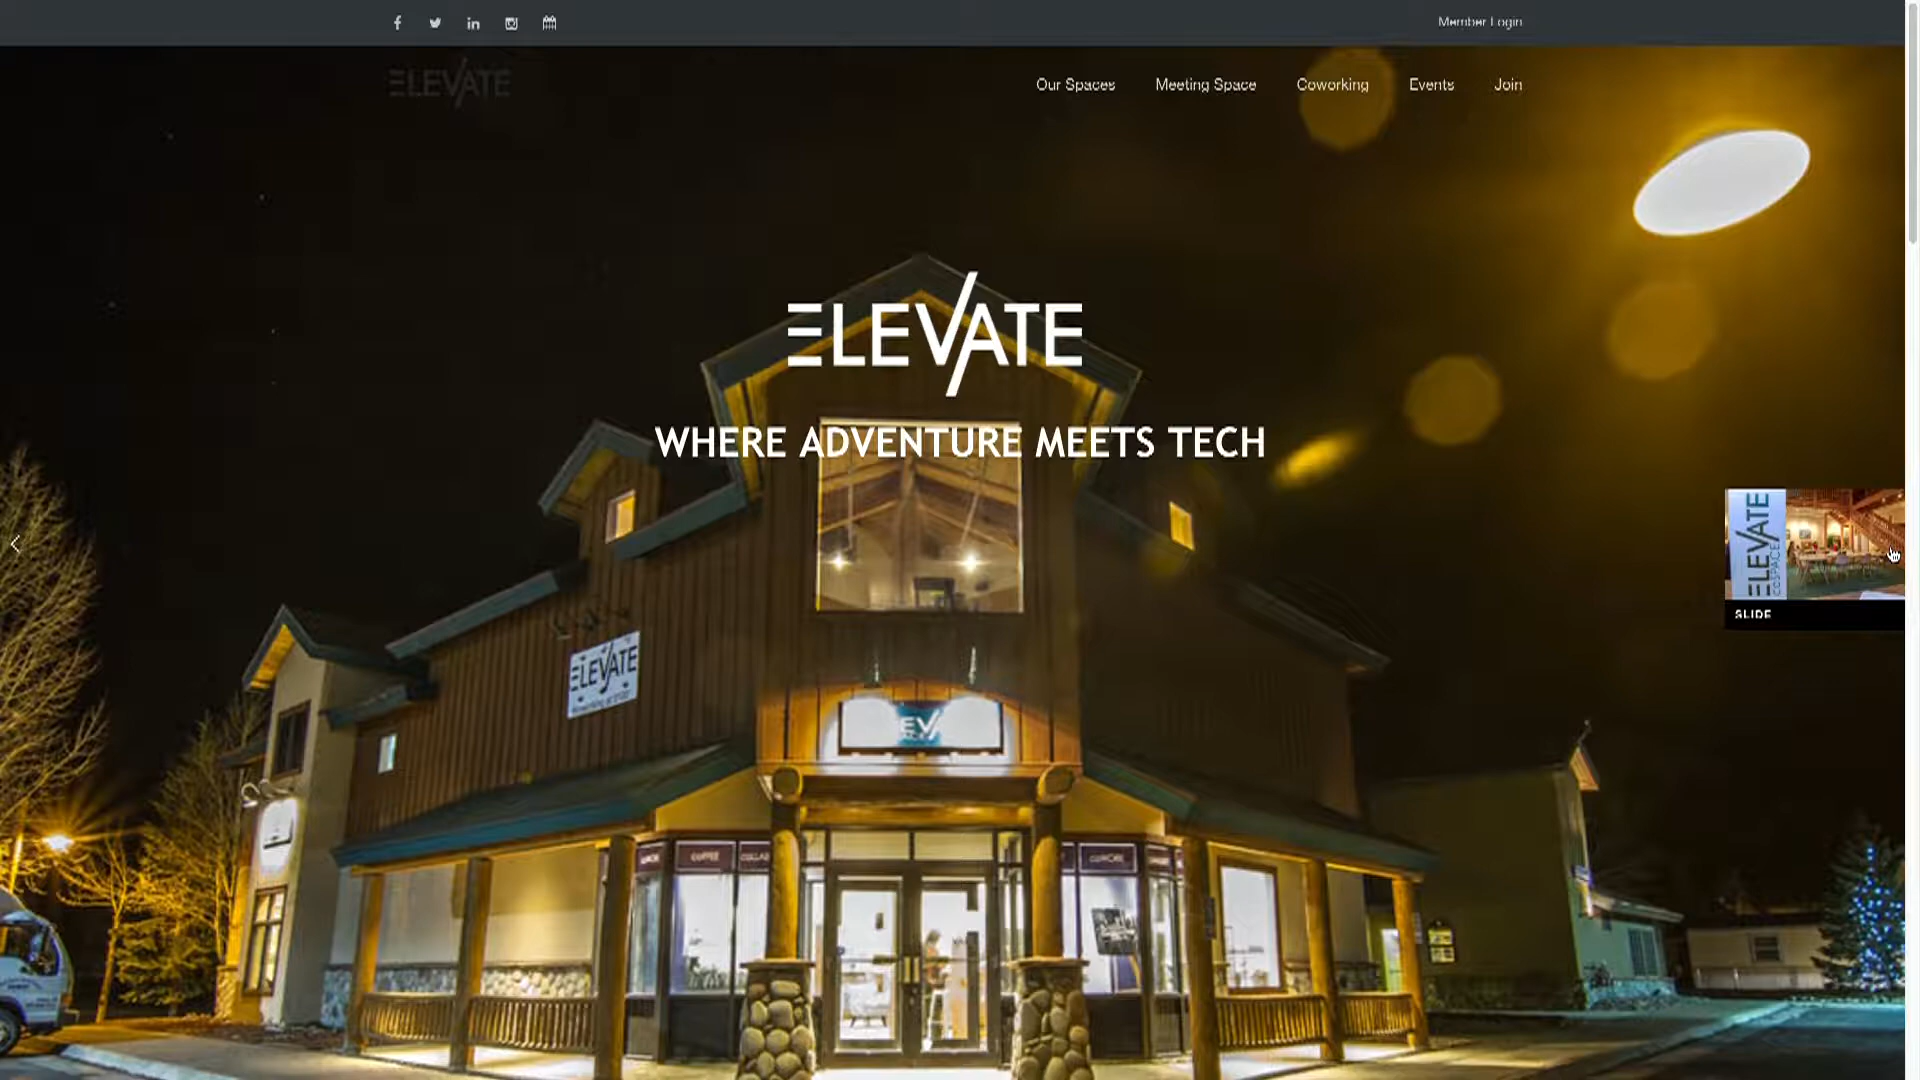 Member Login
ELEVATE
Our Spaces
Meeting Space
Coworking
Events
Join
ELEVATE
WHERE ADVENTURE MEETS TECH
ELEVATE
COSPACE
SLIDE
ELEVATE
COFFEE